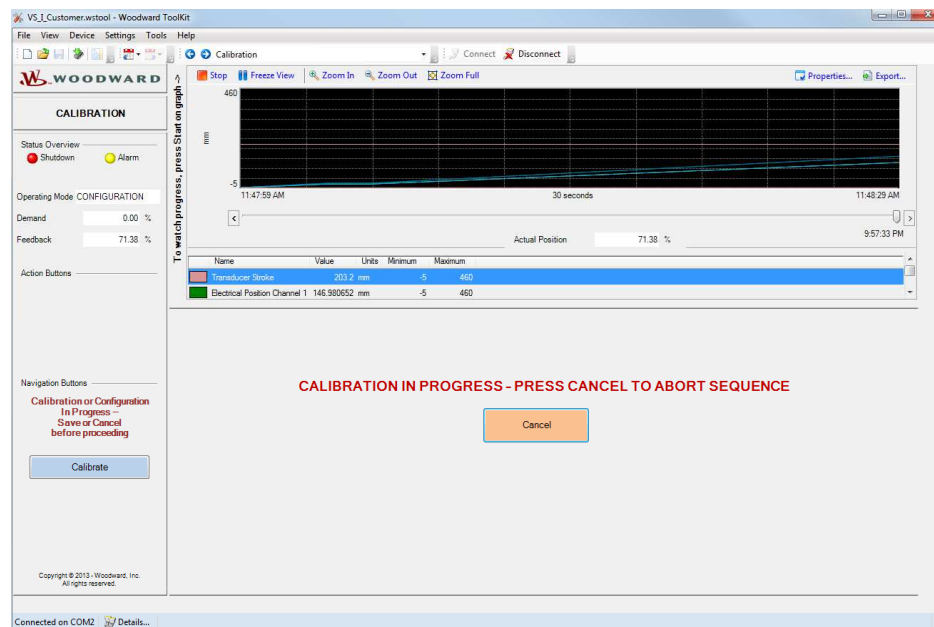 VS_I_Customer.wstool - Woodward ToolKit
File View Device Settings Tools Help
Calibration
Connect
Disconnect
WOODWARD
CALIBRATION
Status Overview
Shutdown
Alarm
Operating Mode CONFIGURATION
Demand 0.00 %
Feedback 71.38 %
Action Buttons
Navigation Buttons
Calibration or Configuration
In Progress –
Save or Cancel
before proceeding
Calibrate
Copyright © 2013 - Woodward, Inc.
All rights reserved.
To watch progress, press Start on graph ->
Stop Freeze View Zoom In Zoom Out Zoom Full Properties... Export...
460
mm
-5
11:47:59 AM 30 seconds 11:48:29 AM
9:57:33 PM
Actual Position 71.38 %
Name Value Units Minimum Maximum
Transducer Stroke 203.2 mm -5 460
Electrical Position Channel 1 146.980652 mm -5 460
CALIBRATION IN PROGRESS - PRESS CANCEL TO ABORT SEQUENCE
Cancel
Connected on COM2 Details...